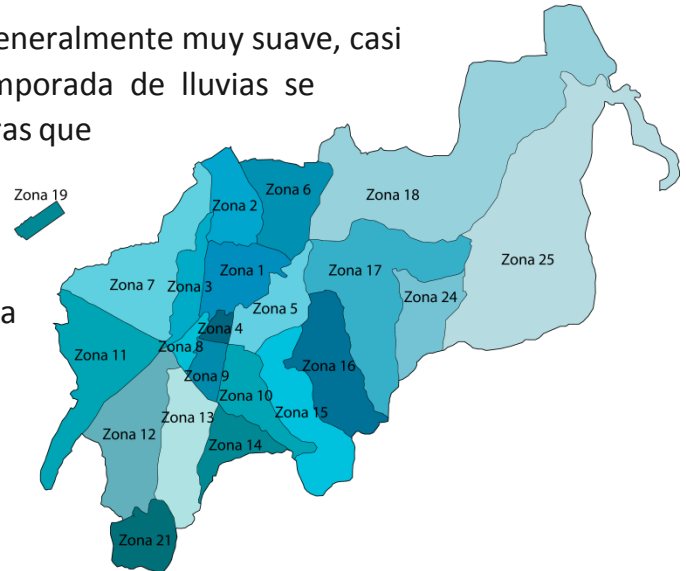 eneralmente muy suave, casi
mporada de lluvias se
ras que
a
Zona 19
Zona 2
Zona 6
Zona 18
Zona 7
Zona 3
Zona 1
Zona 17
Zona 25
Zona 24
Zona 5
Zona 4
Zona 11
Zona 8
Zona 16
Zona 9
Zona 10
Zona 15
Zona 13
Zona 12
Zona 14
Zona 21